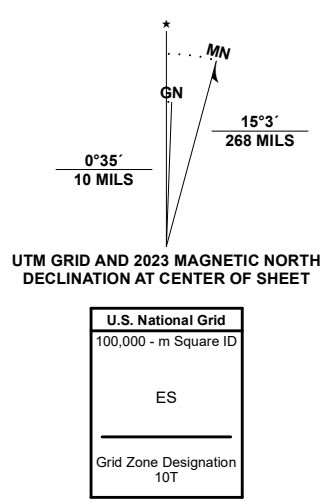 MN
GN
15°3´
268 MILS
0°35´
10 MILS
UTM GRID AND 2023 MAGNETIC NORTH
DECLINATION AT CENTER OF SHEET
U.S. National Grid
100,000 - m Square ID
ES
Grid Zone Designation
10T